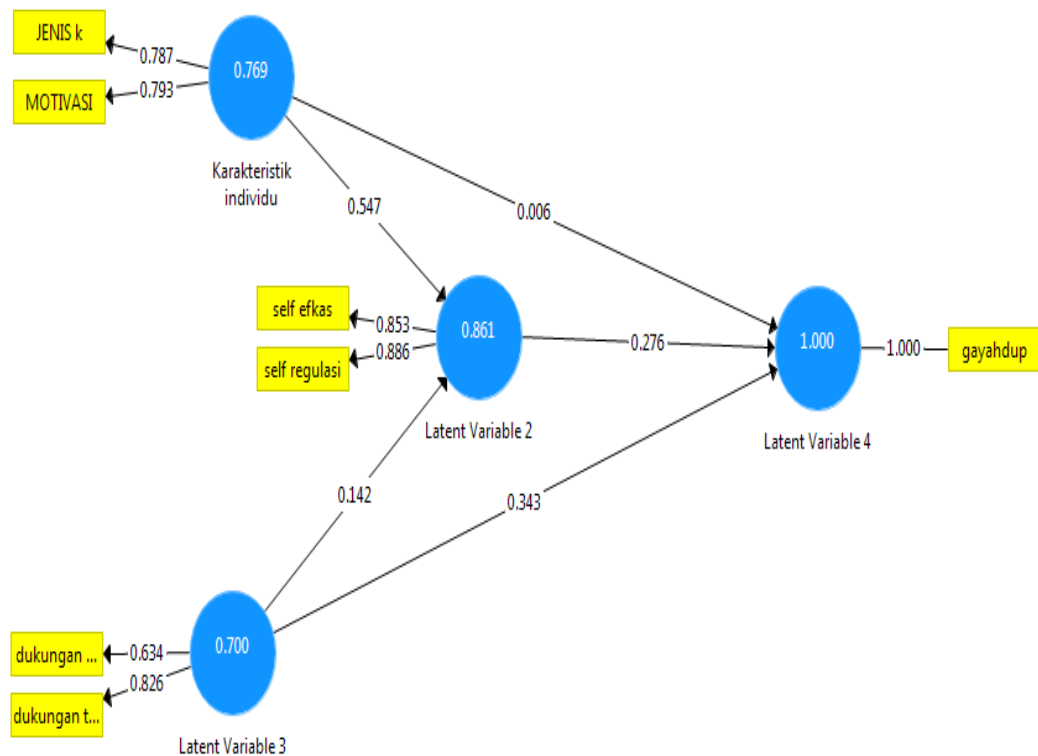 JENIS k
0.787
0.769
MOTIVASI
0.793
Karakteristik
individu
0.547
0.006
self efkas
0.853
0.861
0.276
1.000
1.000
gayahdup
self regulasi
0.886
Latent Variable 2
Latent Variable 4
0.142
0.343
0.700
dukungan ...
0.634
0.826
dukungan t...
Latent Variable 3